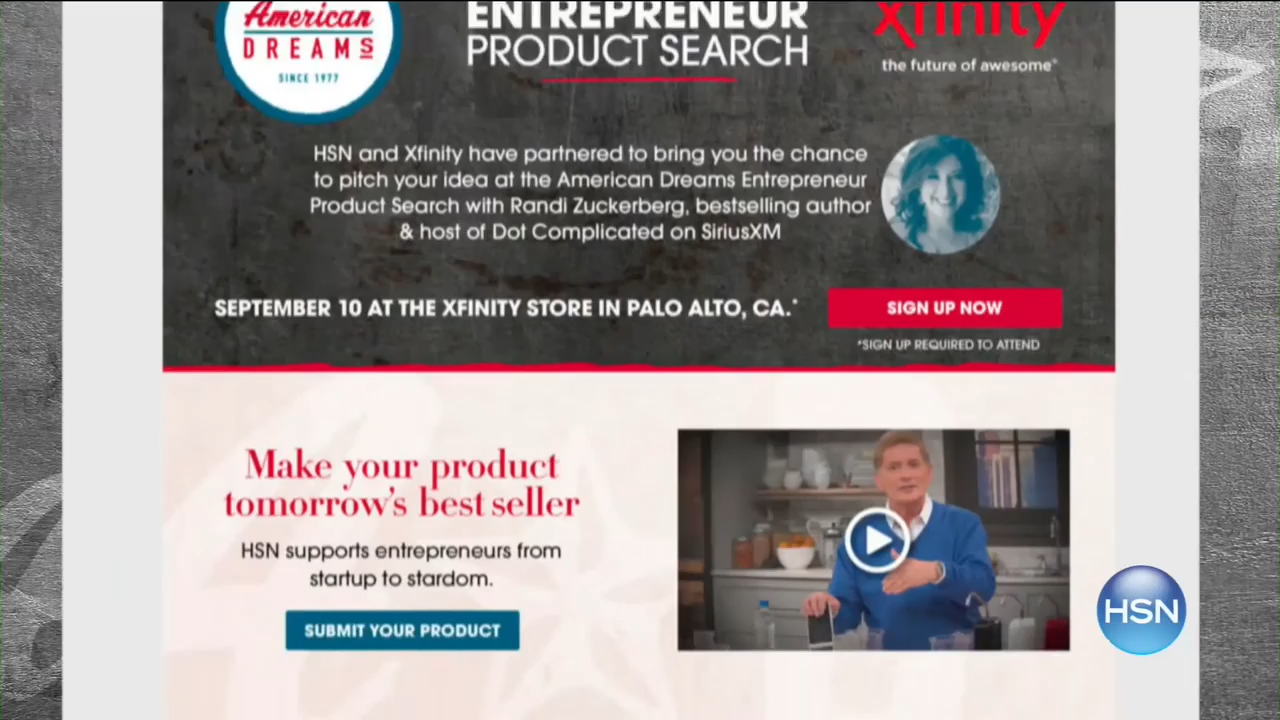 American
DREAMS
SINCE 1977
ENTREPRENEUR
PRODUCT SEARCH
xfinity
the future of awesome®
HSN and Xfinity have partnered to bring you the chance
to pitch your idea at the American Dreams Entrepreneur
Product Search with Randi Zuckerberg, bestselling author
& host of Dot Complicated on SiriusXM
SEPTEMBER 10 AT THE XFINITY STORE IN PALO ALTO, CA.*
SIGN UP NOW
*SIGN UP REQUIRED TO ATTEND
Make your product
tomorrow's best seller
HSN supports entrepreneurs from
startup to stardom.
SUBMIT YOUR PRODUCT
HSN